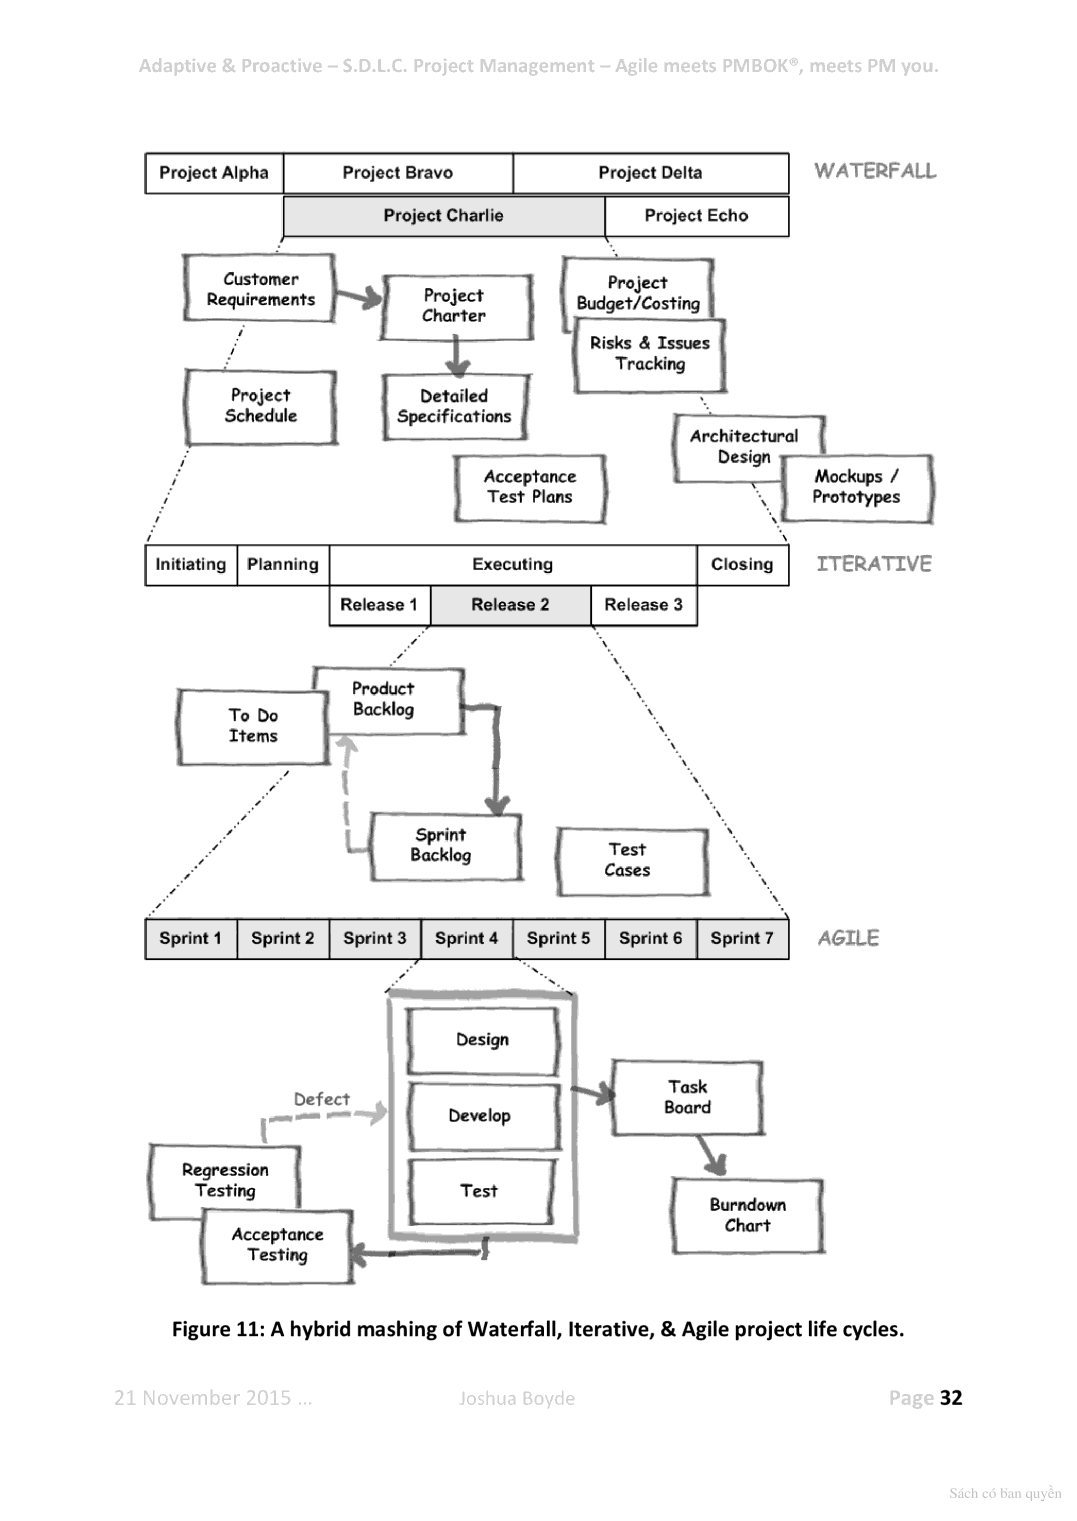 Adaptive & Proactive – S.D.L.C. Project Management – Agile meets PMBOK®, meets PM you.
Project Alpha
Project Bravo
Project Delta
WATERFALL
Project Charlie
Project Echo
Customer
Requirements
Project
Charter
Project
Budget/Costing
Risks & Issues
Tracking
Project
Schedule
Detailed
Specifications
Architectural
Design
Acceptance
Test Plans
Mockups /
Prototypes
Initiating
Planning
Executing
Closing
ITERATIVE
Release 1
Release 2
Release 3
Product
Backlog
To Do
Items
Sprint
Backlog
Test
Cases
Sprint 1
Sprint 2
Sprint 3
Sprint 4
Sprint 5
Sprint 6
Sprint 7
AGILE
Design
Develop
Test
Task
Board
Defect
Regression
Testing
Acceptance
Testing
Burndown
Chart
Figure 11: A hybrid mashing of Waterfall, Iterative, & Agile project life cycles.
21 November 2015 ...
Joshua Boyde
Page 32
Sách có bản quyền